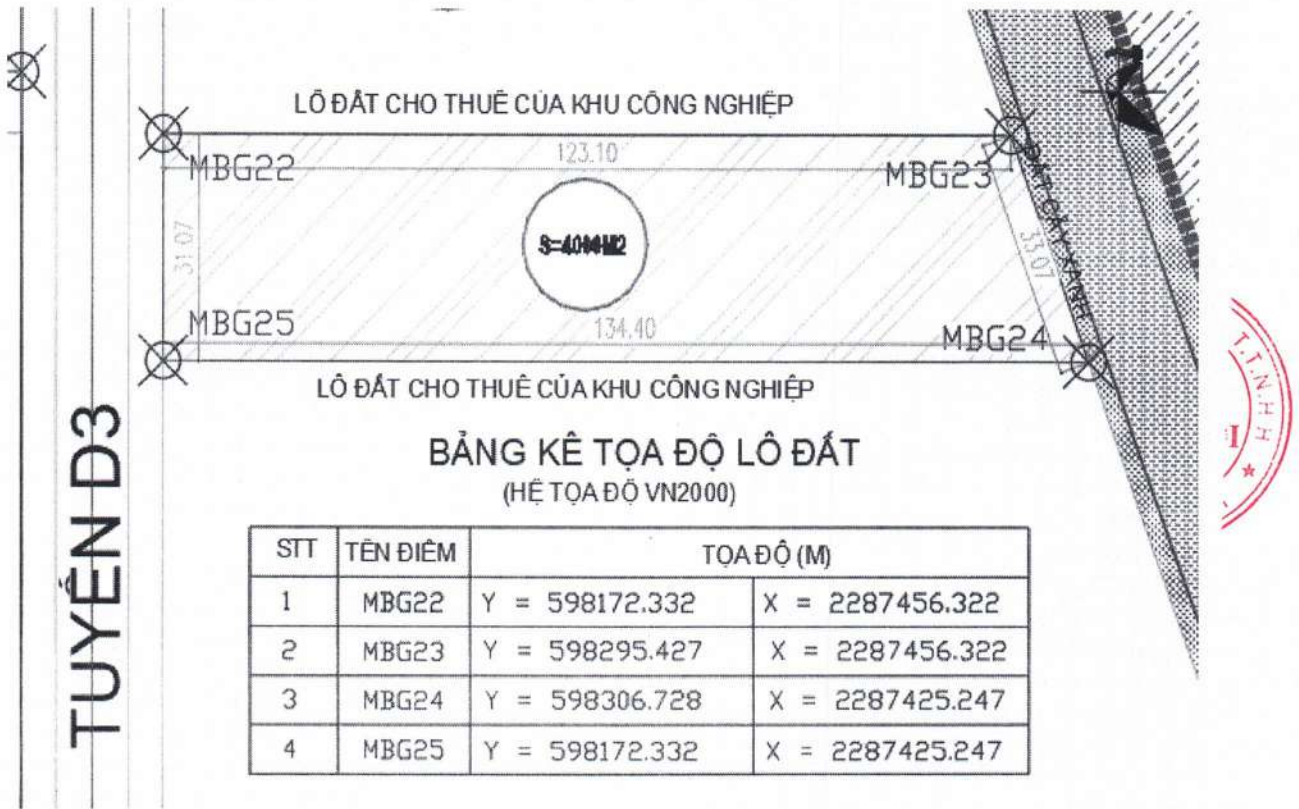 LÔ ĐẤT CHO THUÊ CỦA KHU CÔNG NGHIỆP
MBG22
123.10
MBG23
31.07
33.07
ĐẤT CÂY XANH
MBG25
134.40
MBG24
LÔ ĐẤT CHO THUÊ CỦA KHU CÔNG NGHIỆP
TUYẾN D3
BẢNG KÊ TỌA ĐỘ LÔ ĐẤT
(HỆ TỌA ĐỘ VN2000)
STT TÊN ĐIỂM TỌA ĐỘ (M)
1 MBG22 Y = 598172.332 X = 2287456.322
2 MBG23 Y = 598295.427 X = 2287456.322
3 MBG24 Y = 598306.728 X = 2287425.247
4 MBG25 Y = 598172.332 X = 2287425.247
T.T.N.H.H